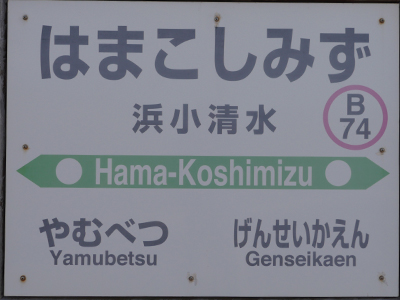 はまこしみず
浜小清水
B
74
Hama-Koshimizu
やむべつ
Yamubetsu
げんせいかえん
Genseikaen